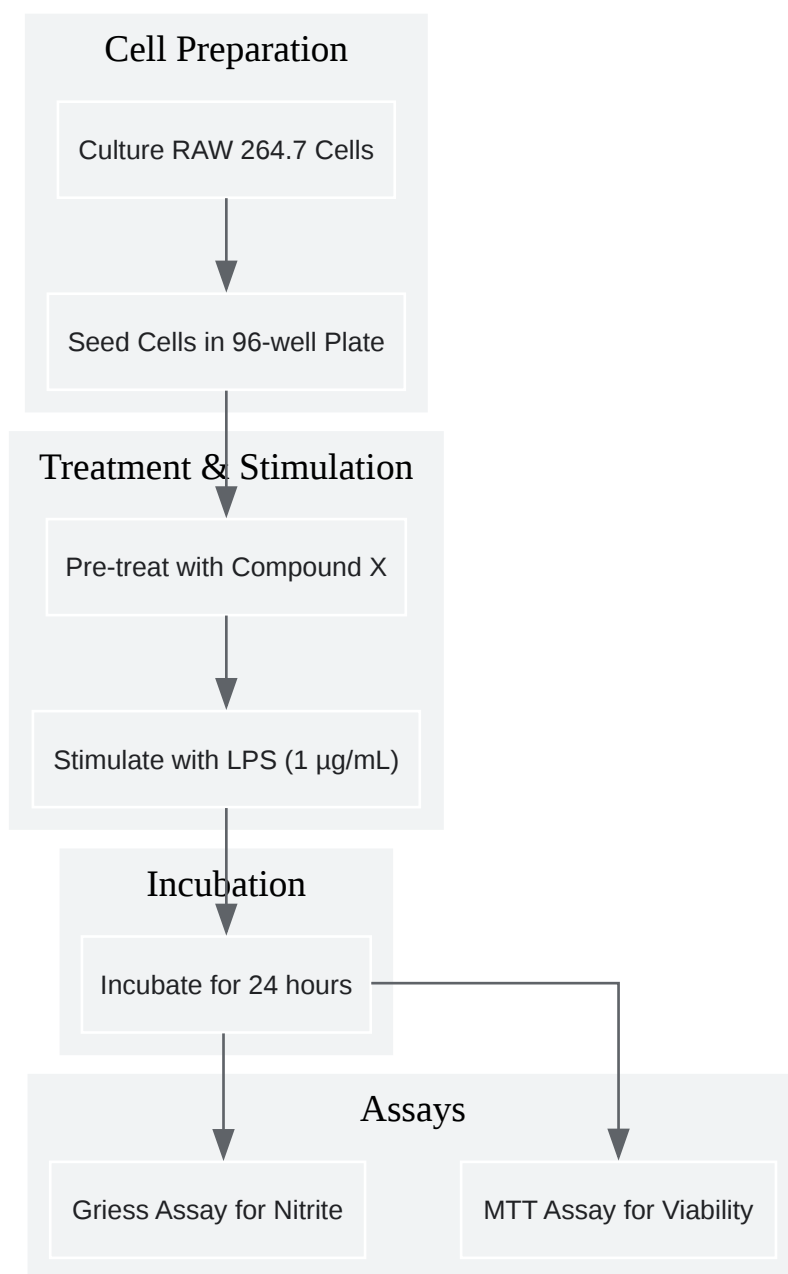 Cell Preparation
Culture RAW 264.7 Cells
Seed Cells in 96-well Plate
Treatment & Stimulation
Pre-treat with Compound X
Stimulate with LPS (1 µg/mL)
Incubation
Incubate for 24 hours
Assays
Griess Assay for Nitrite
MTT Assay for Viability